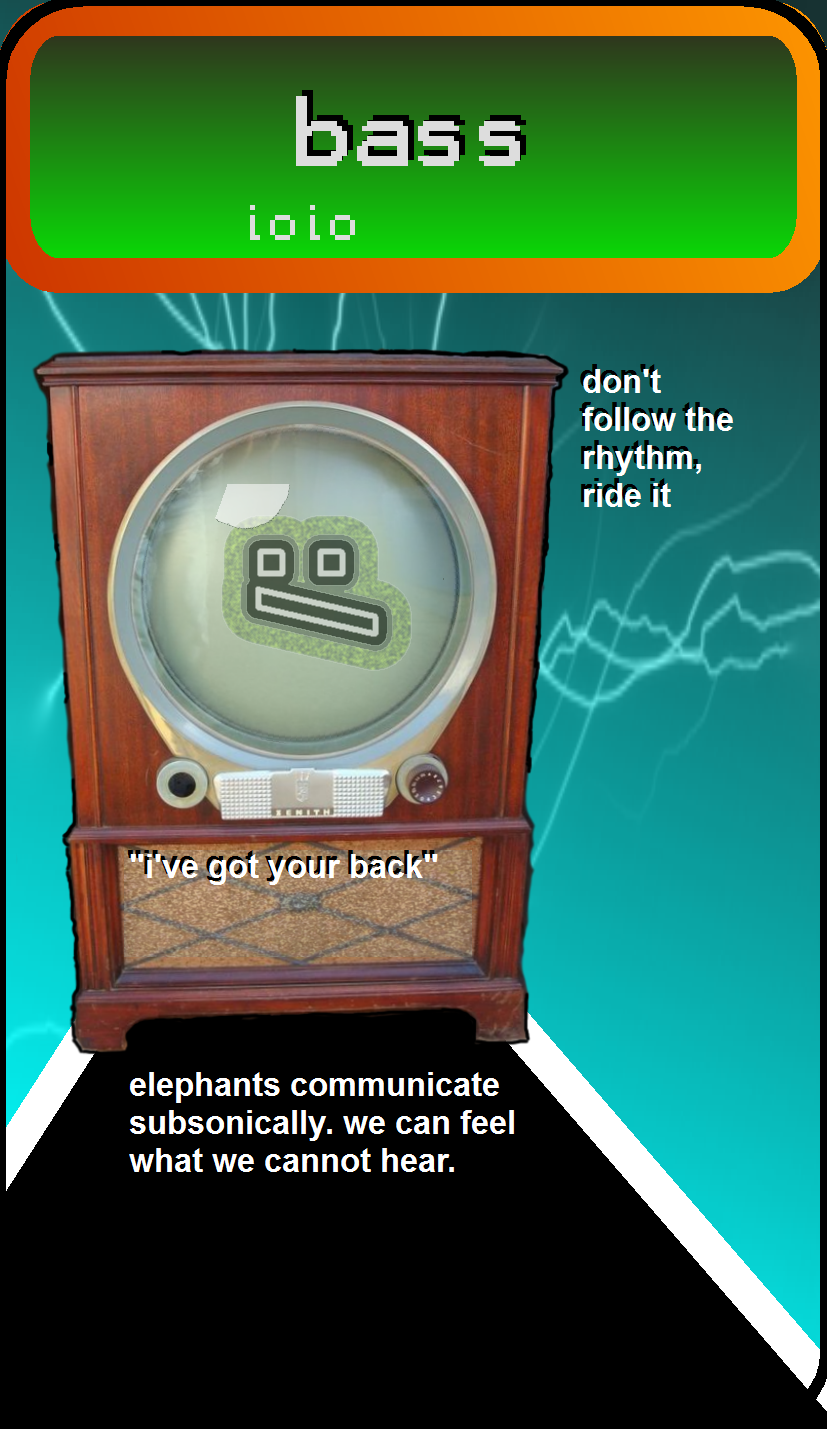 bass
ioio
don't
follow the
rhythm,
ride it
ZENITH
"i've got your back"
elephants communicate
subsonically. we can feel
what we cannot hear.